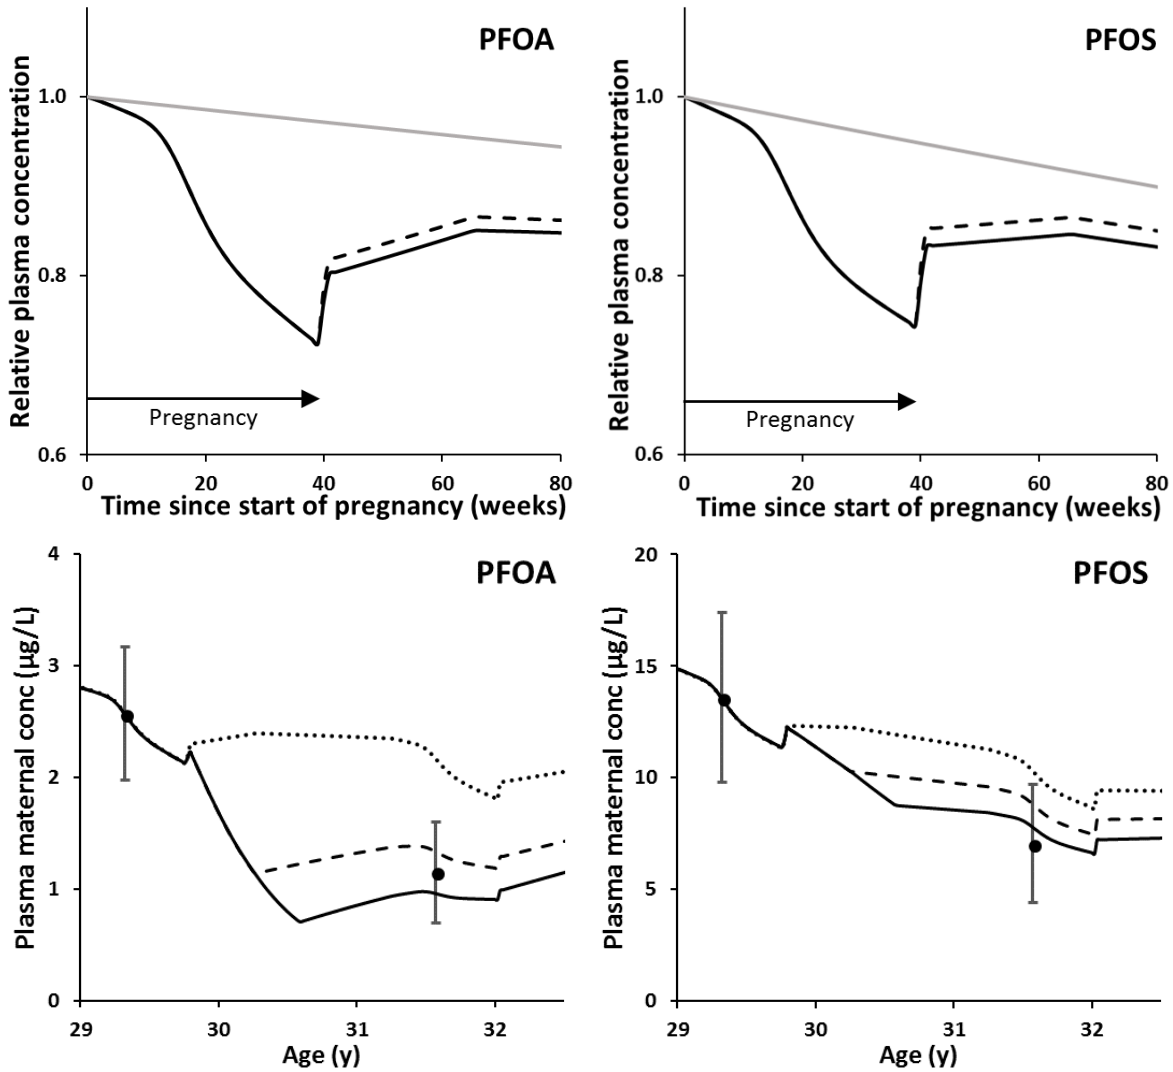 PFOA
Relative plasma concentration
1.0
0.8
0.6
Pregnancy
0 20 40 60 80
Time since start of pregnancy (weeks)
PFOS
Relative plasma concentration
1.0
0.8
0.6
Pregnancy
0 20 40 60 80
Time since start of pregnancy (weeks)
PFOA
Plasma maternal conc (µg/L)
4
3
2
1
0
29 30 31 32
Age (y)
PFOS
Plasma maternal conc (µg/L)
20
15
10
5
0
29 30 31 32
Age (y)